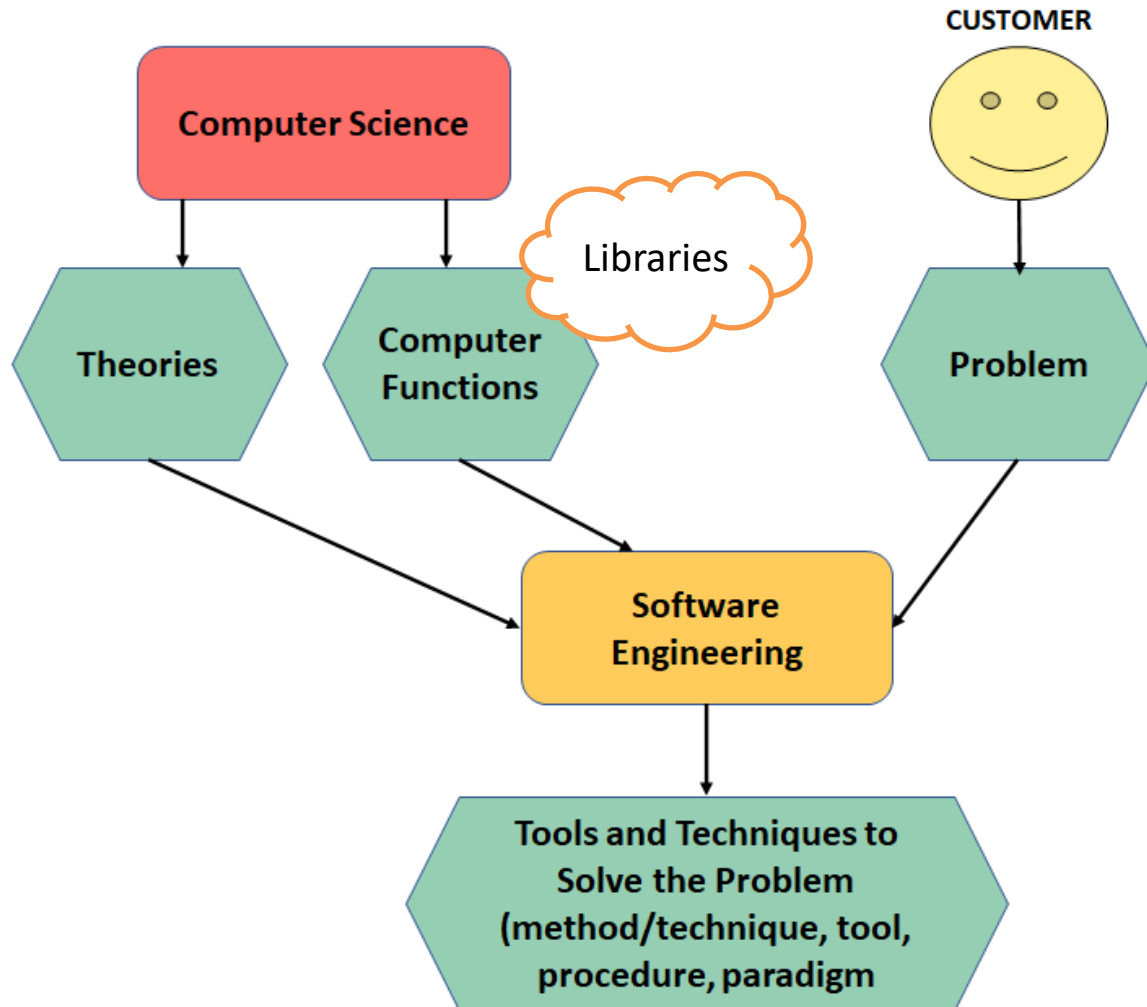 CUSTOMER
Computer Science
Libraries
Theories
Computer
Functions
Problem
Software
Engineering
Tools and Techniques to
Solve the Problem
(method/technique, tool,
procedure, paradigm